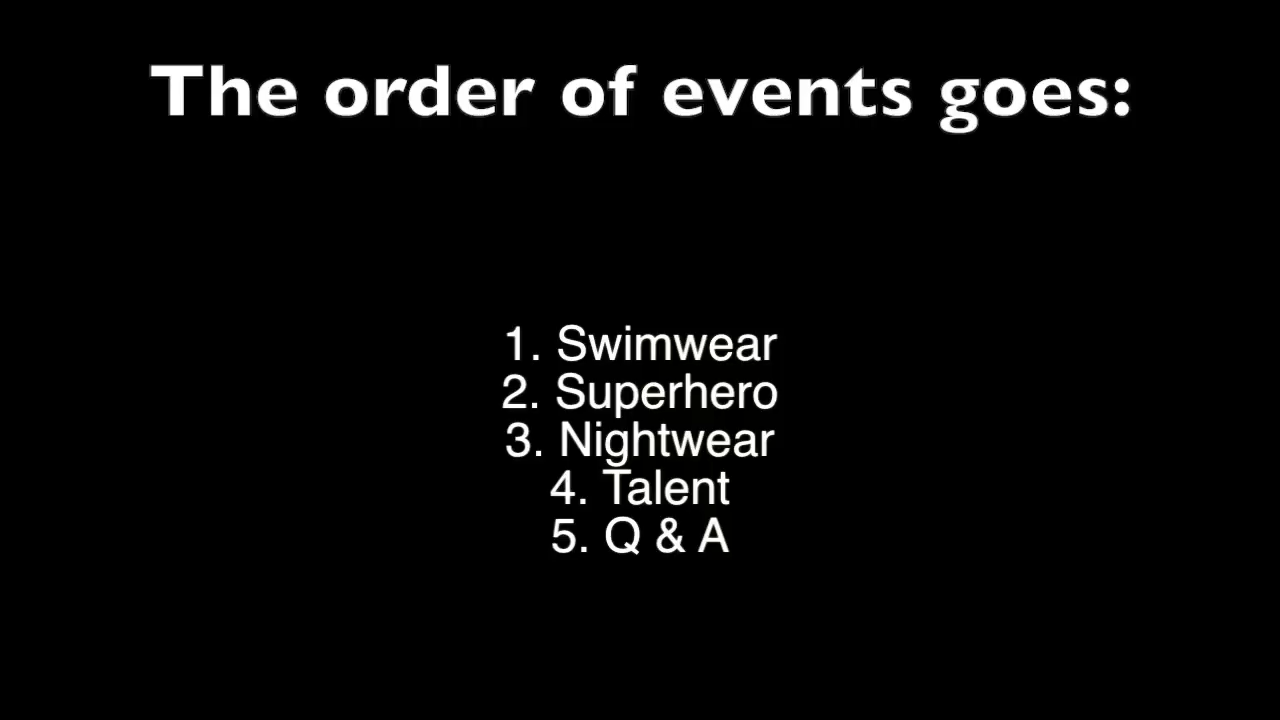 The order of events goes:
1. Swimwear
2. Superhero
3. Nightwear
4. Talent
5. Q & A